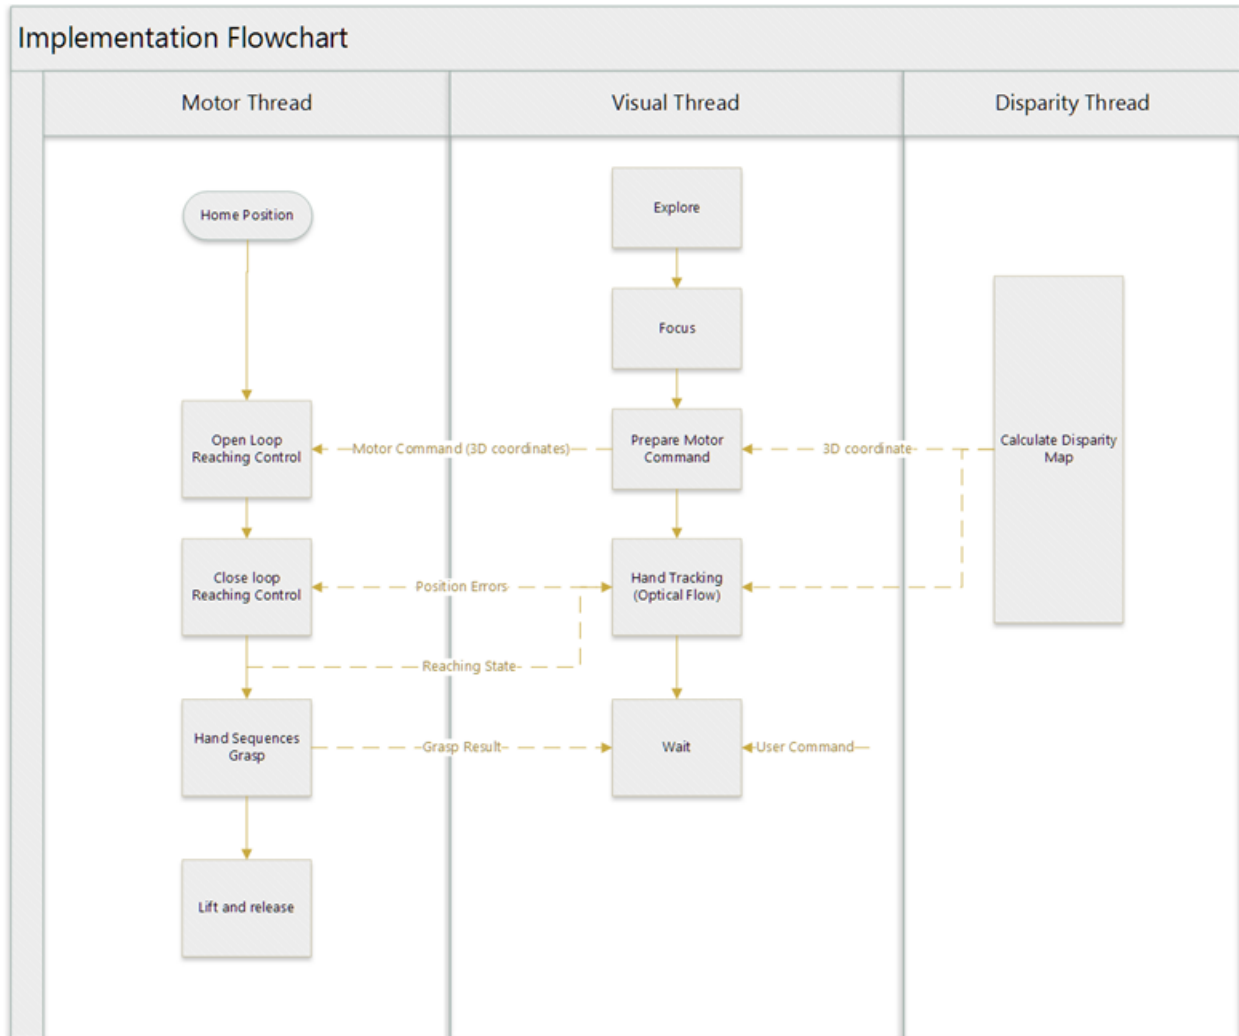 Implementation Flowchart
Motor Thread
Visual Thread
Disparity Thread
Home Position
Explore
Focus
Open Loop
Reaching Control
Motor Command (3D coordinates)
Prepare Motor
Command
3D coordinate
Calculate Disparity
Map
Close loop
Reaching Control
Position Errors
Hand Tracking
(Optical Flow)
Reaching State
Hand Sequences
Grasp
Grasp Result
Wait
User Command
Lift and release